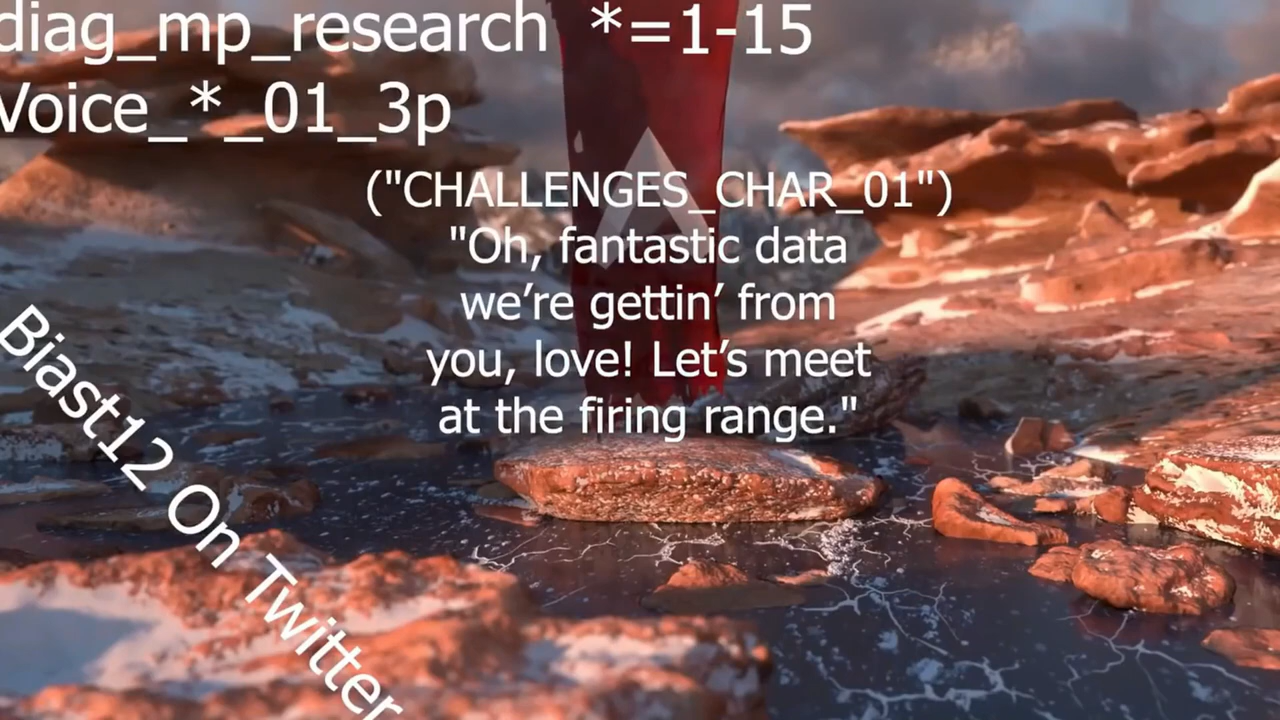 diag_mp_research *=1-15
Voice_*_01_3p
("CHALLENGES_CHAR_01")
"Oh, fantastic data
we’re gettin’ from
you, love! Let’s meet
at the firing range."
Biast12 On Twitter